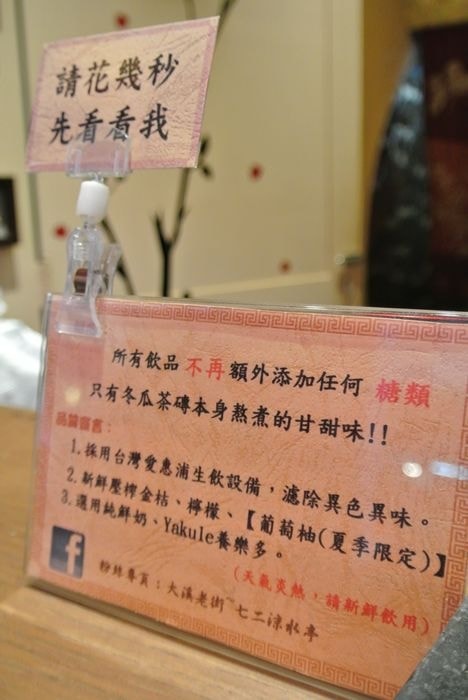 請花幾秒
先看看我
所有飲品 不再 額外添加任何 糖類
只有冬瓜茶磚本身熬煮的甘甜味!!
品質宣言:
1. 採用台灣愛惠浦生飲設備，濾除異色異味。
2. 新鮮壓榨金桔、檸檬、【葡萄柚(夏季限定)】
3. 選用純鮮奶、Yakule養樂多。
(天氣炎熱，請新鮮飲用)
f
粉絲專頁：大溪老街~七二涼水亭